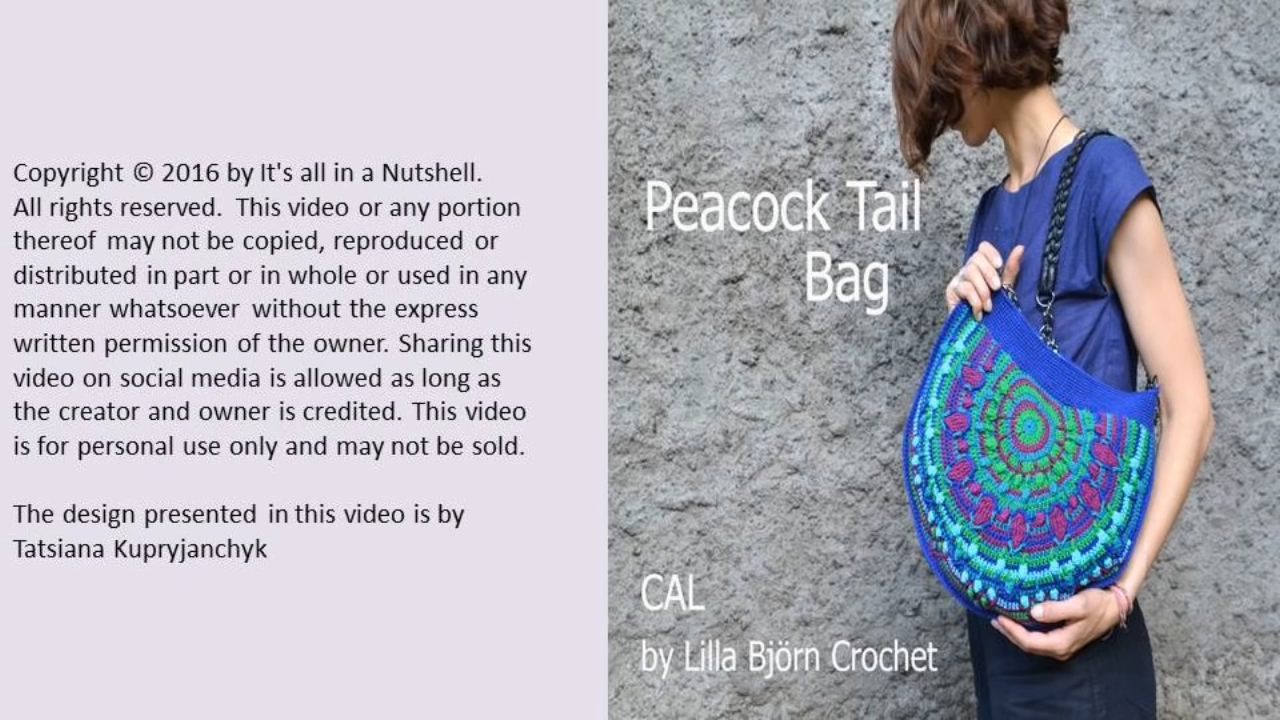 Copyright © 2016 by It's all in a Nutshell.
All rights reserved.  This video or any portion
thereof may not be copied, reproduced or
distributed in part or in whole or used in any
manner whatsoever without the express
written permission of the owner. Sharing this
video on social media is allowed as long as
the creator and owner is credited. This video
is for personal use only and may not be sold.

The design presented in this video is by
Tatsiana Kupryjanchyk
Peacock Tail
Bag
CAL
by Lilla Björn Crochet